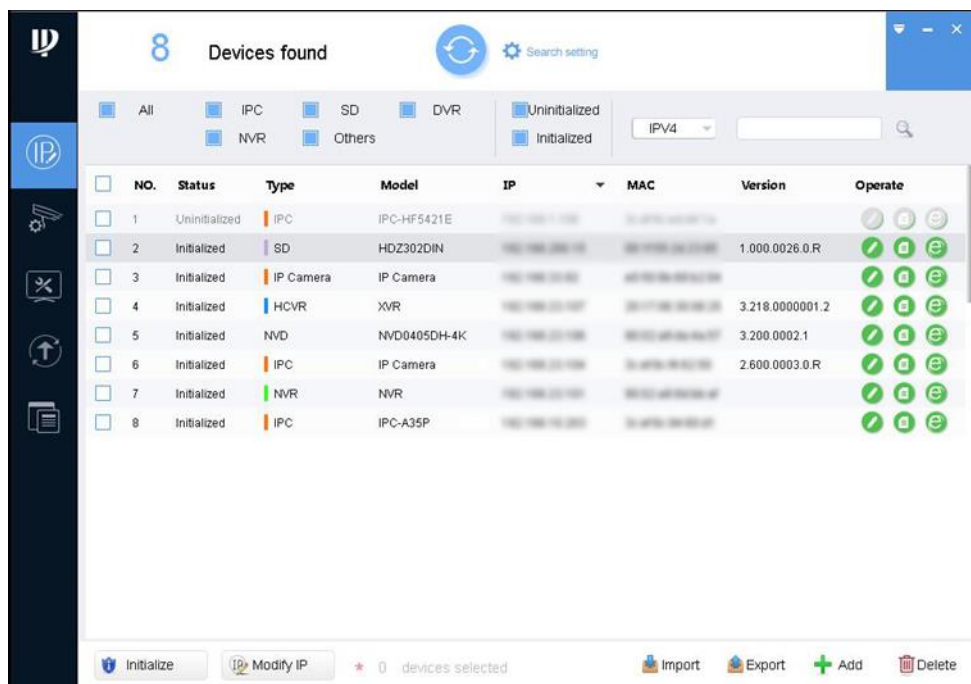 IP
8 Devices found Search setting
All IPC SD DVR Uninitialized
NVR Others Initialized IPV4
NO. Status Type Model IP MAC Version Operate
1 Uninitialized IPC IPC-HF5421E
2 Initialized SD HDZ302DIN 1.000.0026.0.R
3 Initialized IP Camera IP Camera
4 Initialized HCVR XVR 3.218.0000001.2
5 Initialized NVD NVD0405DH-4K 3.200.0002.1
6 Initialized IPC IP Camera 2.600.0003.0.R
7 Initialized NVR NVR
8 Initialized IPC IPC-A35P
Initialize IP Modify IP * 0 devices selected Import Export Add Delete